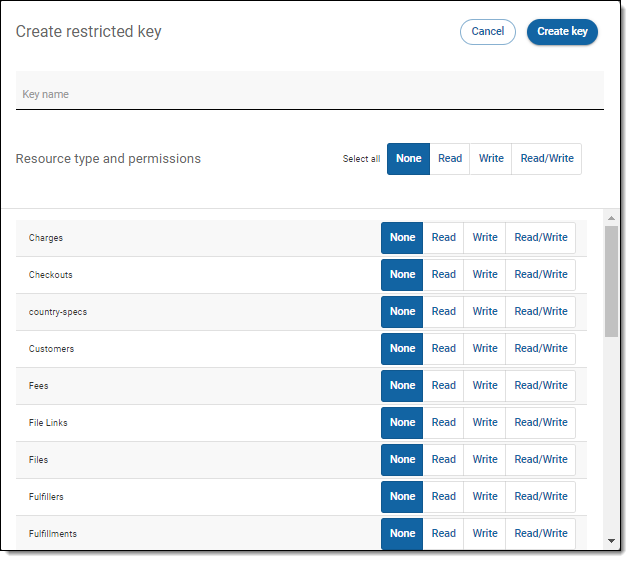 Create restricted key Cancel Create key
Key name
Resource type and permissions Select all None Read Write Read/Write
Charges None Read Write Read/Write
Checkouts None Read Write Read/Write
country-specs None Read Write Read/Write
Customers None Read Write Read/Write
Fees None Read Write Read/Write
File Links None Read Write Read/Write
Files None Read Write Read/Write
Fulfillers None Read Write Read/Write
Fulfillments None Read Write Read/Write